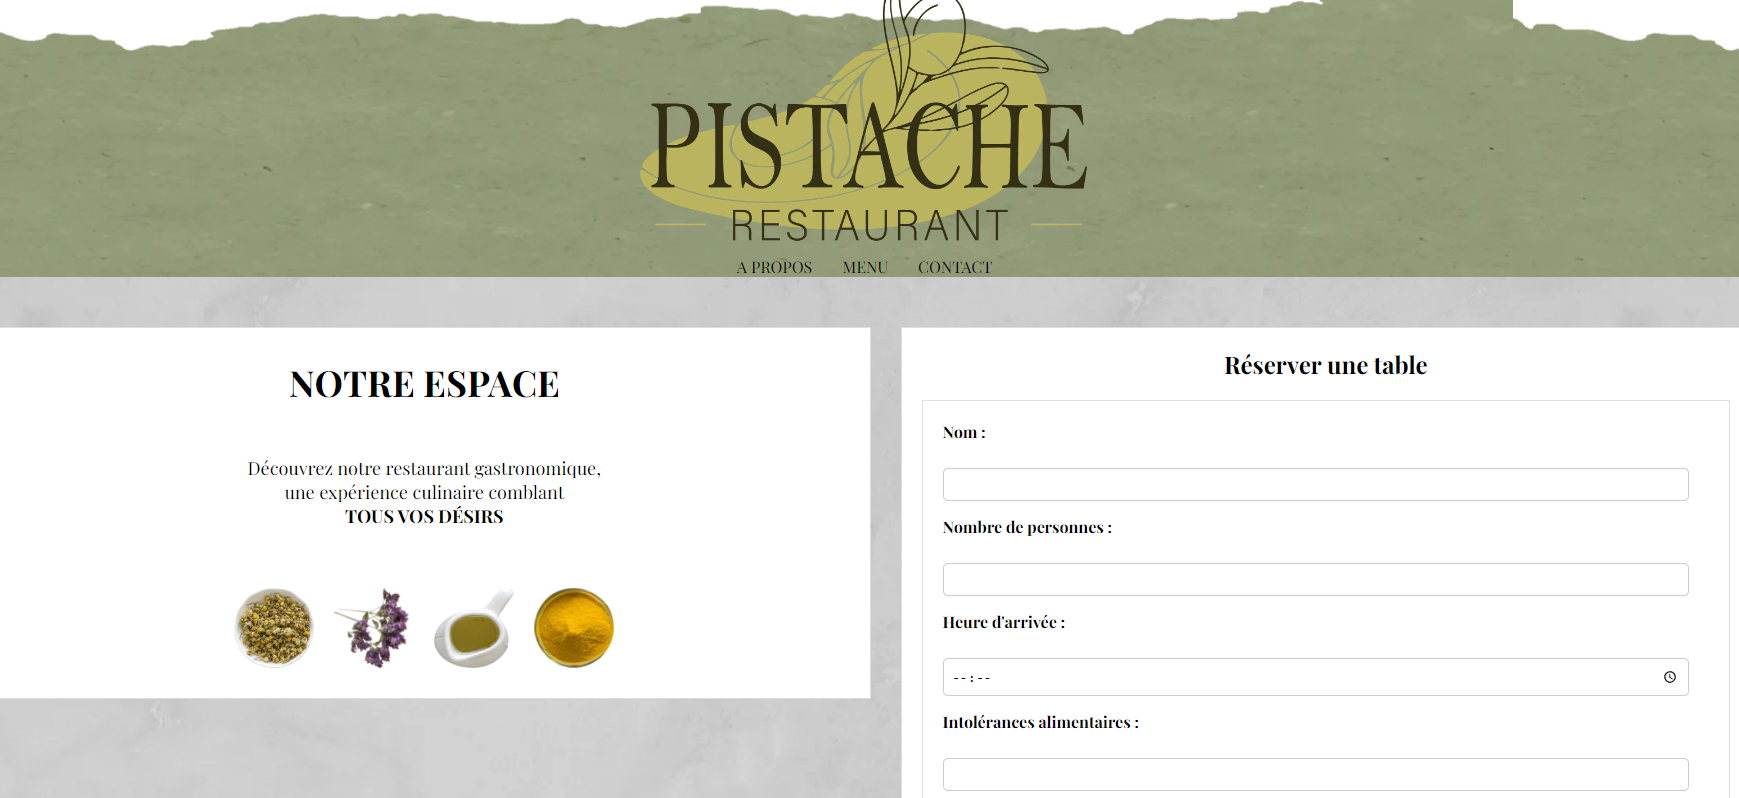 PISTACHE
RESTAURANT
A PROPOS MENU CONTACT
NOTRE ESPACE
Découvrez notre restaurant gastronomique,
une expérience culinaire comblant
TOUS VOS DÉSIRS
Réserver une table
Nom :
Nombre de personnes :
Heure d'arrivée :
--:--
Intolérances alimentaires :